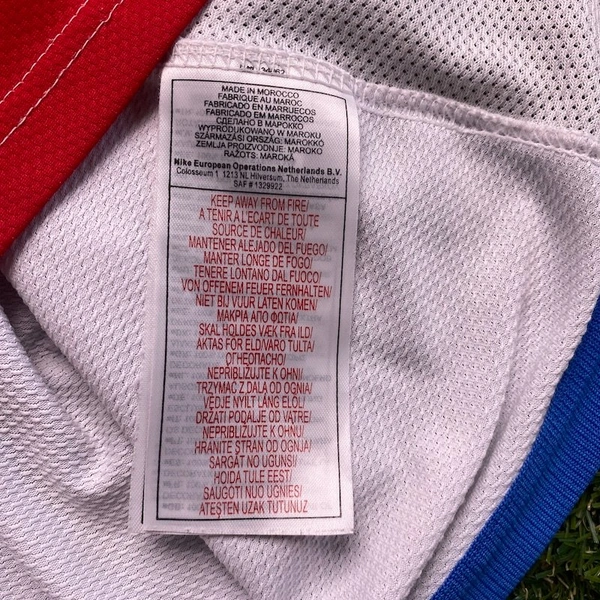 MADE IN MOROCCO
FABRIQUE AU MAROC
FABRICADO EN MARRUECOS
FABRICADO EM MARROCOS
СДЕЛАНО В МАРОККО
WYPRODUKOWANO W MAROKU
SZÁRMAZÁSI ORSZÁG: MAROKKÓ
ZEMLJA PROIZVODNJE: MAROKO
RAŽOTS: MAROKĀ
Nike European Operations Netherlands B.V.
Colosseum 1 1213 NL Hilversum, The Netherlands
SAF # 1329922
KEEP AWAY FROM FIRE/
A TENIR A L'ECART DE TOUTE
SOURCE DE CHALEUR/
MANTENER ALEJADO DEL FUEGO/
MANTER LONGE DE FOGO/
TENERE LONTANO DAL FUOCO/
VON OFFENEM FEUER FERNHALTEN/
NIET BIJ VUUR LATEN KOMEN/
ΜΑΚΡΙΑ ΑΠΟ ΦΩΤΙΑ/
SKAL HOLDES VÆK FRA ILD/
AKTAS FÖR ELD/VARO TULTA/
ОГНЕОПАСНО/
NEPŘIBLIŽUJTE K OHNI/
TRZYMAC Z DALA OD OGNIA/
VÉDJE NYÍLT LÁNG ELŐL/
DRŽATI PODALJE OD VATRE/
NEPRIBLIŽUJTE K OHNU/
HRANITE STRAN OD OGNJA/
SARGĀT NO UGUNS/
HOIDA TULE EEST/
SAUGOTI NUO UGNIES/
ATEŞTEN UZAK TUTUNUZ